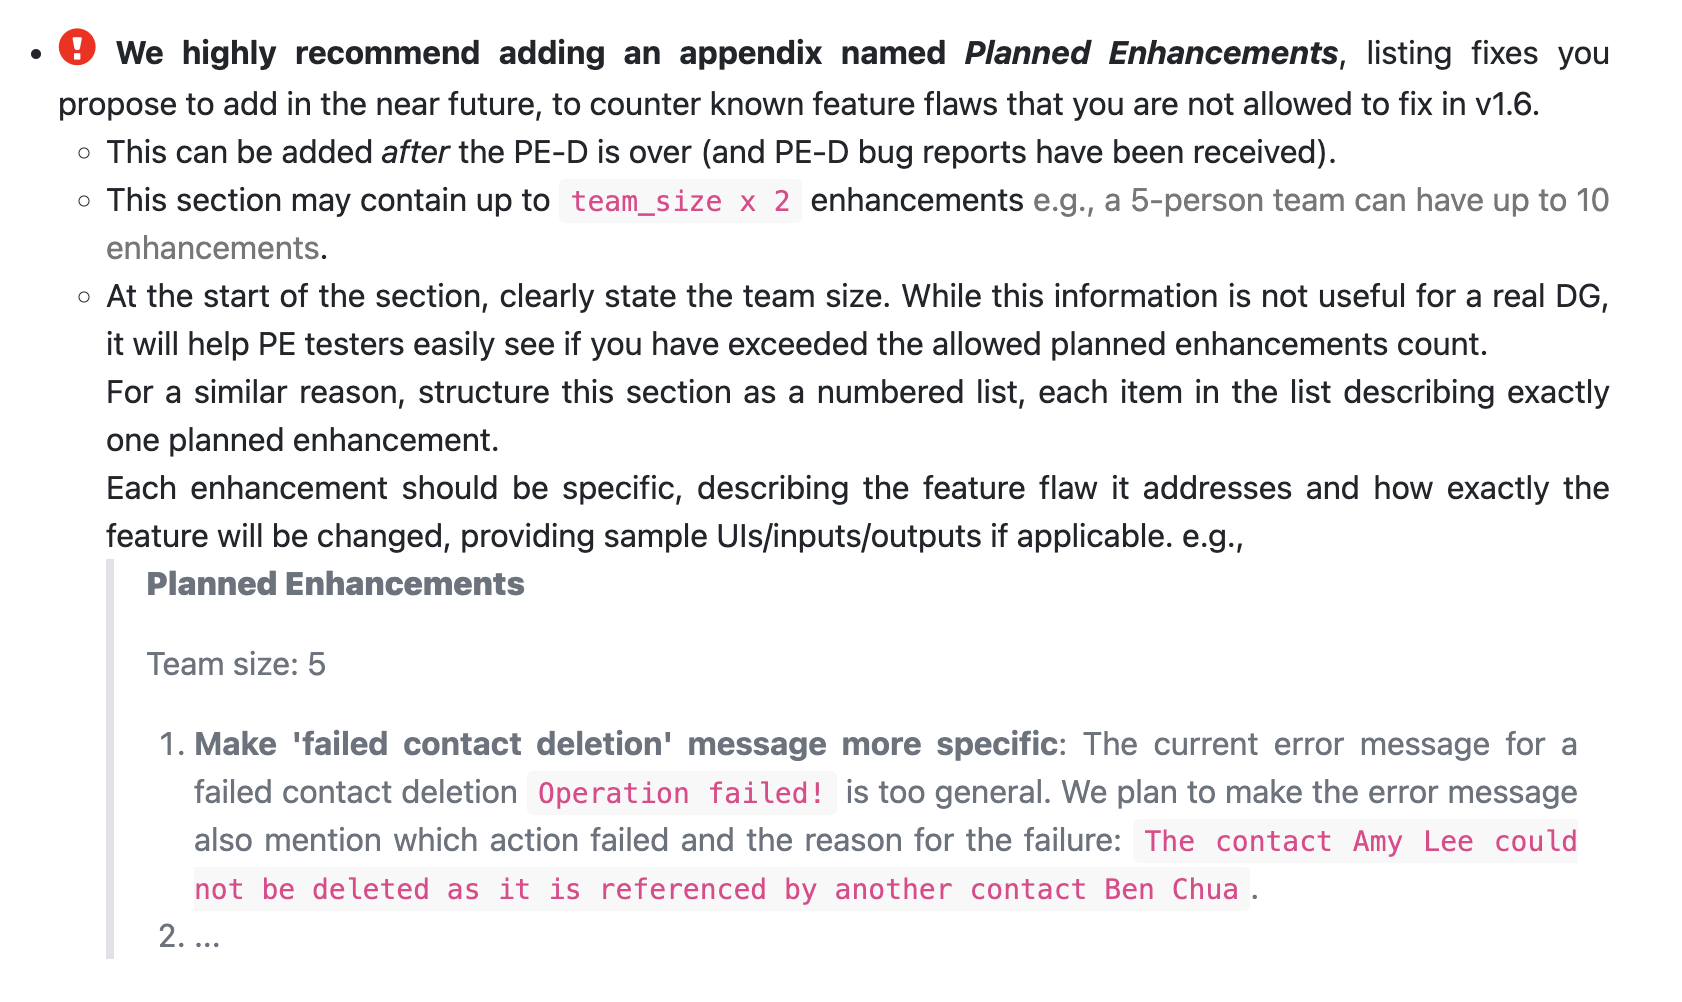 We highly recommend adding an appendix named Planned Enhancements, listing fixes you
propose to add in the near future, to counter known feature flaws that you are not allowed to fix in v1.6.
This can be added after the PE-D is over (and PE-D bug reports have been received).
This section may contain up to team_size x 2 enhancements e.g., a 5-person team can have up to 10
enhancements.
At the start of the section, clearly state the team size. While this information is not useful for a real DG,
it will help PE testers easily see if you have exceeded the allowed planned enhancements count.
For a similar reason, structure this section as a numbered list, each item in the list describing exactly
one planned enhancement.
Each enhancement should be specific, describing the feature flaw it addresses and how exactly the
feature will be changed, providing sample UIs/inputs/outputs if applicable. e.g.,
Planned Enhancements
Team size: 5
1. Make 'failed contact deletion' message more specific: The current error message for a
failed contact deletion Operation failed! is too general. We plan to make the error message
also mention which action failed and the reason for the failure: The contact Amy Lee could
not be deleted as it is referenced by another contact Ben Chua.
2. ...